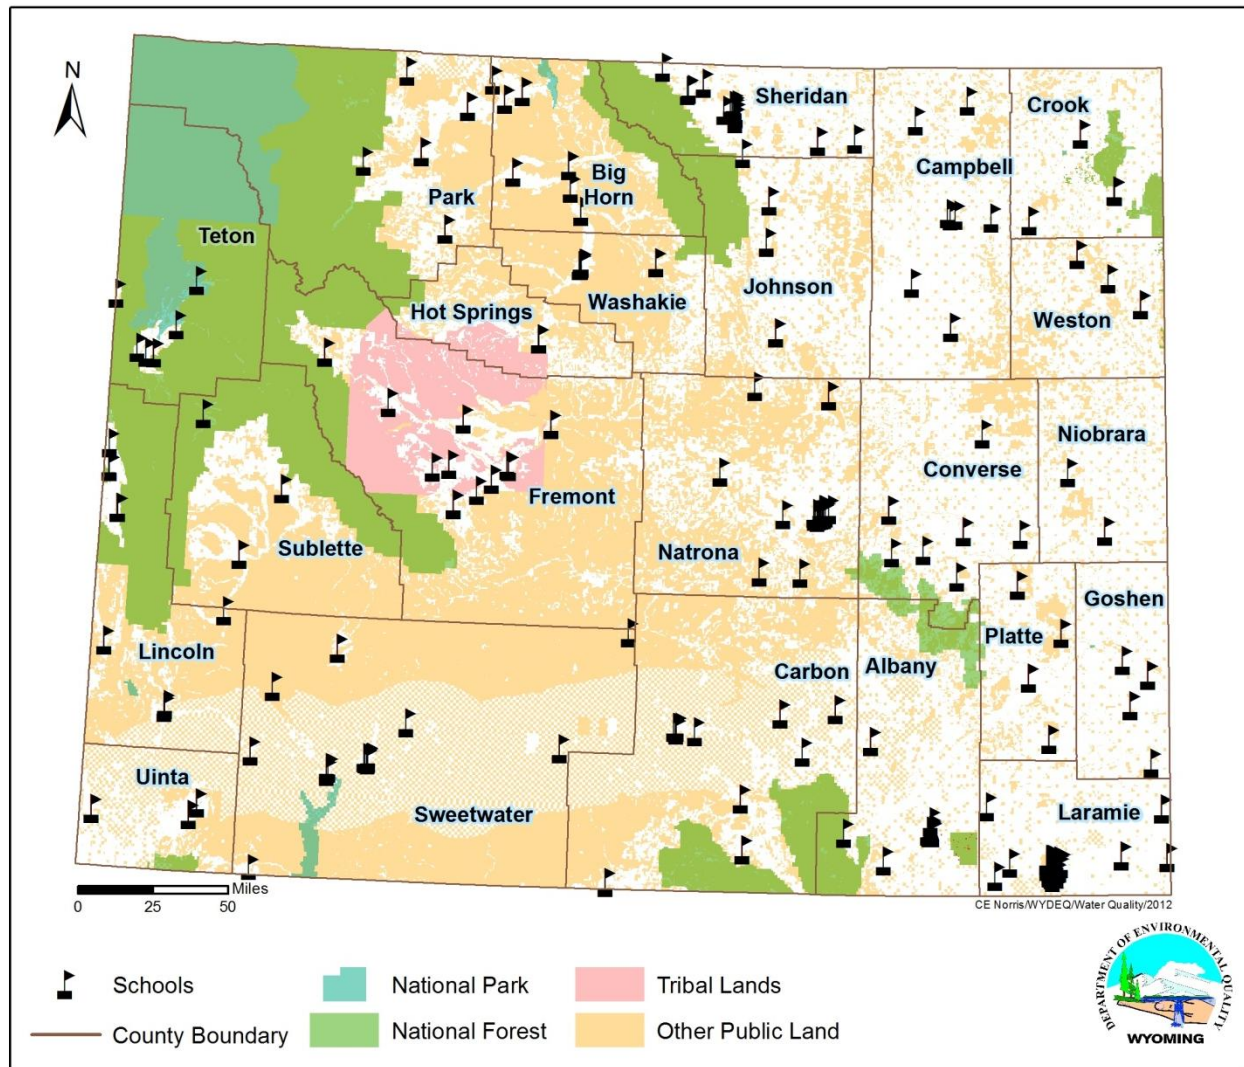 N
Sheridan
Crook
Campbell
Big
Horn
Park
Teton
Johnson
Washakie
Hot Springs
Weston
Niobrara
Converse
Fremont
Natrona
Sublette
Goshen
Platte
Lincoln
Carbon
Albany
Uinta
Sweetwater
Laramie
Miles
0 25 50
CE Norris/WYDEQ/Water Quality/2012
Schools
National Park
Tribal Lands
County Boundary
National Forest
Other Public Land
DEPARTMENT OF ENVIRONMENTAL QUALITY
WYOMING